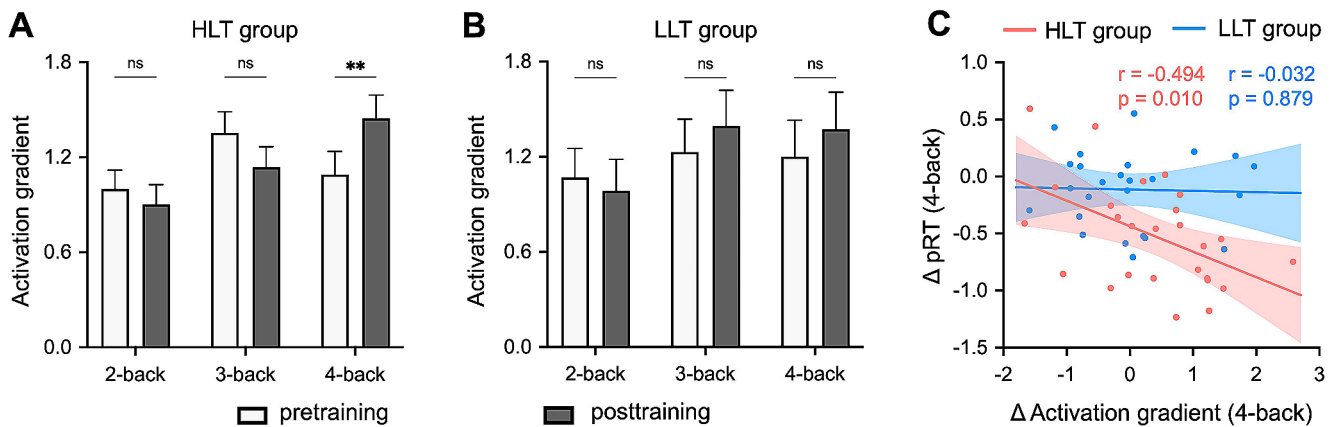 A
HLT group
Activation gradient
1.8
1.2
0.6
0.0
ns
ns
**
2-back
3-back
4-back
B
LLT group
Activation gradient
1.8
1.2
0.6
0.0
ns
ns
ns
2-back
3-back
4-back
pretraining
posttraining
C
HLT group
LLT group
r = -0.494
p = 0.010
r = -0.032
p = 0.879
Δ pRT (4-back)
1.0
0.5
0.0
-0.5
-1.0
-1.5
-2
-1
0
1
2
3
Δ Activation gradient (4-back)